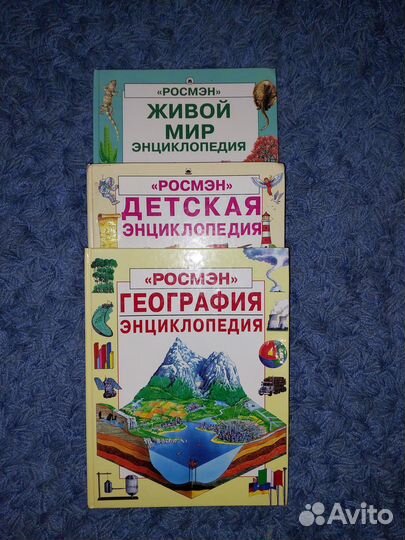 «РОСМЭН»
ЖИВОЙ
МИР
ЭНЦИКЛОПЕДИЯ
«РОСМЭН»
ДЕТСКАЯ
ЭНЦИКЛОПЕДИЯ
«РОСМЭН»
ГЕОГРАФИЯ
ЭНЦИКЛОПЕДИЯ
Avito